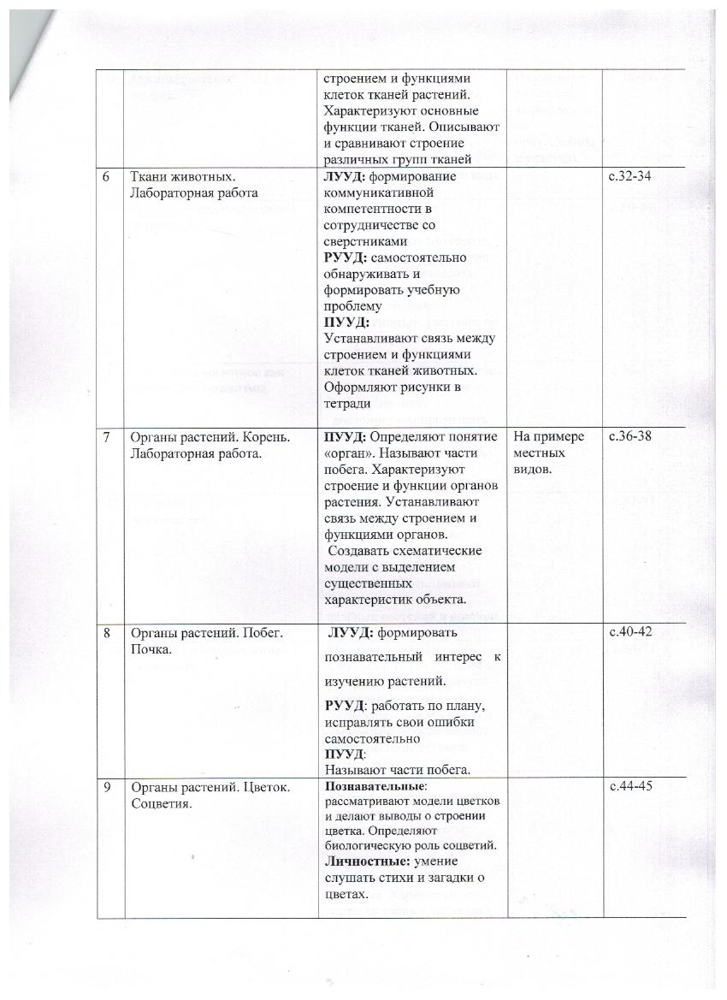 строением и функциями
клеток тканей растений.
Характеризуют основные
функции тканей. Описывают
и сравнивают строение
различных групп тканей
6
Ткани животных.
Лабораторная работа
ЛУУД: формирование
коммуникативной
компетентности в
сотрудничестве со
сверстниками
РУУД: самостоятельно
обнаруживать и
формировать учебную
проблему
ПУУД:
Устанавливают связь между
строением и функциями
клеток тканей животных.
Оформляют рисунки в
тетради
с.32-34
7
Органы растений. Корень.
Лабораторная работа.
ПУУД: Определяют понятие
«орган». Называют части
побега. Характеризуют
строение и функции органов
растения. Устанавливают
связь между строением и
функциями органов.
Создавать схематические
модели с выделением
существенных
характеристик объекта.
На примере
местных
видов.
с.36-38
8
Органы растений. Побег.
Почка.
ЛУУД: формировать
познавательный интерес к
изучению растений.
РУУД: работать по плану,
исправлять свои ошибки
самостоятельно
ПУУД:
Называют части побега.
с.40-42
9
Органы растений. Цветок.
Соцветия.
Познавательные:
рассматривают модели цветков
и делают выводы о строении
цветка. Определяют
биологическую роль соцветий.
Личностные: умение
слушать стихи и загадки о
цветах.
с.44-45